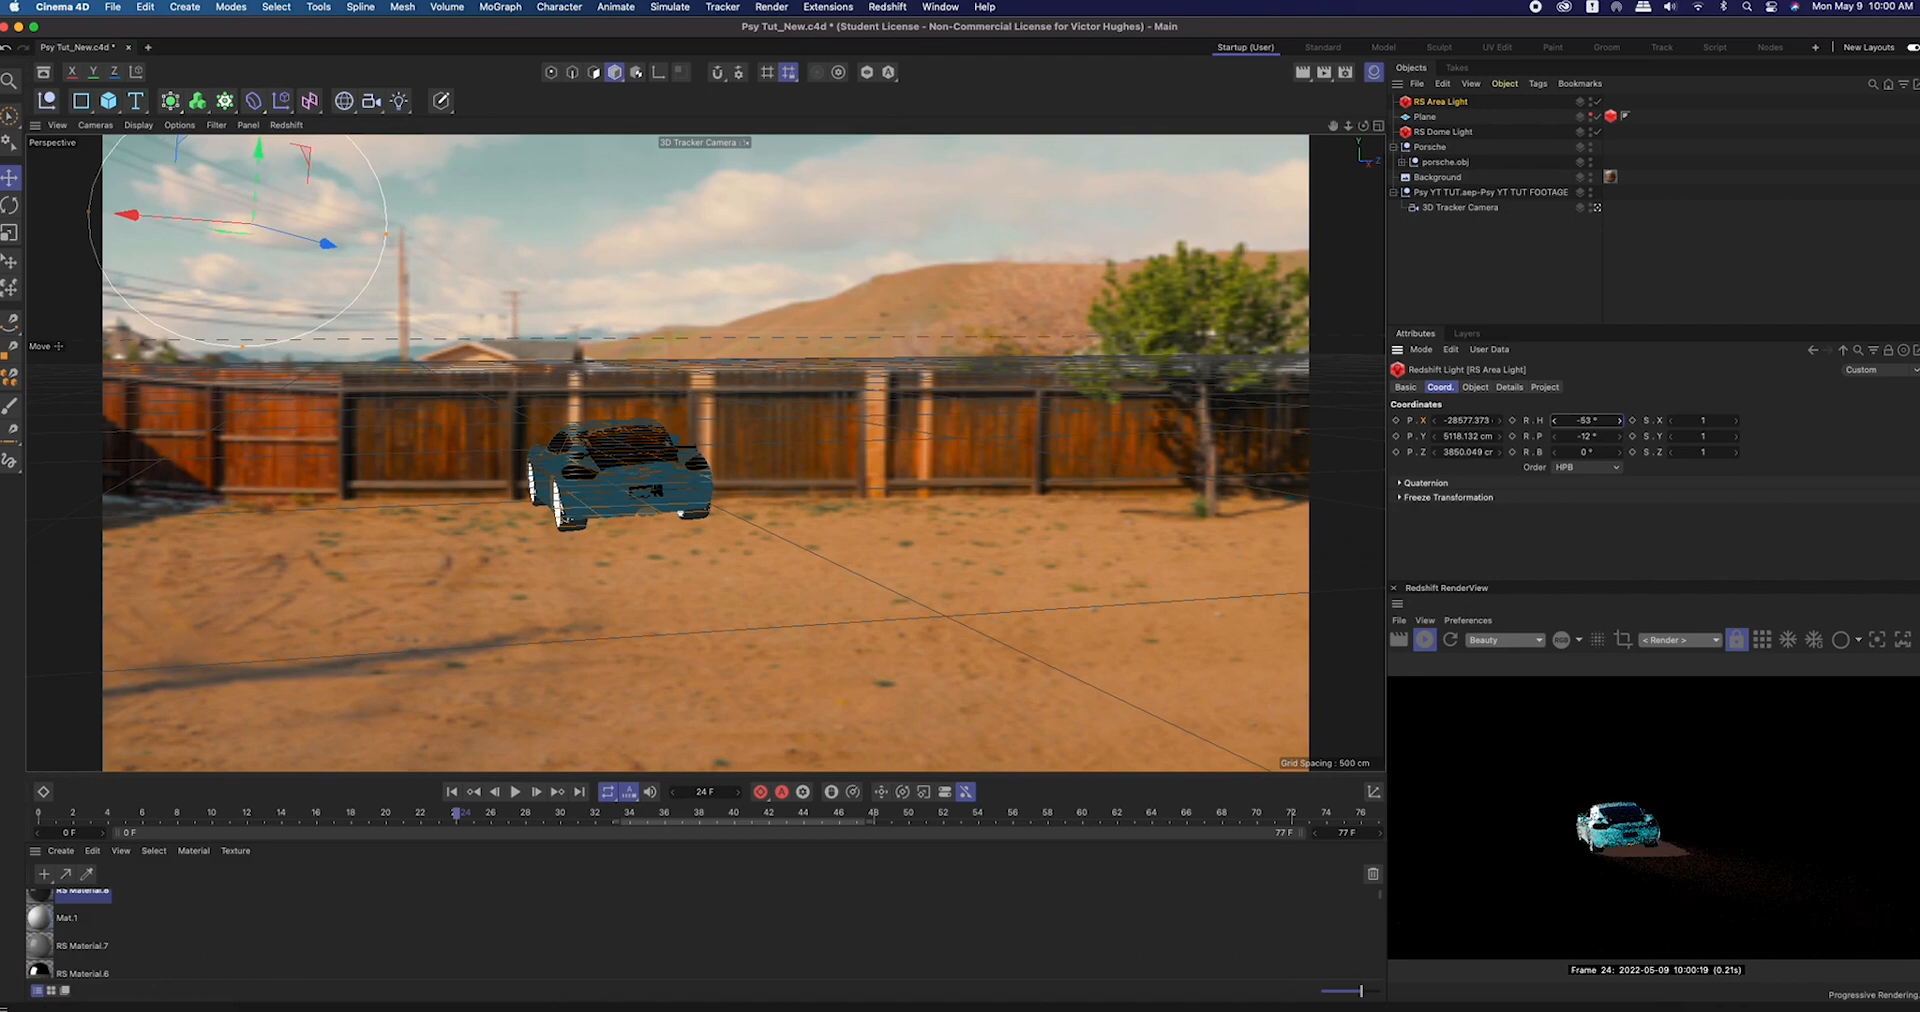 Cinema 4D File Edit Create Modes Select Tools Spline Mesh Volume MoGraph Character Animate Simulate Tracker Render Extensions Redshift Window Help Mon May 9 10:00 AM
Psy Tut_New.c4d * (Student License - Non-Commercial License for Victor Hughes) - Main
Psy Tut_New.c4d * × + Startup (User) Standard Model Sculpt UV Edit Paint Groom Track Script Nodes + New Layouts
X Y Z
Objects Takes
File Edit View Object Tags Bookmarks
RS Area Light
Plane
RS Dome Light
Porsche
porsche.obj
Background
Psy YT TUT.aep-Psy YT TUT FOOTAGE
3D Tracker Camera
View Cameras Display Options Filter Panel Redshift
Perspective
3D Tracker Camera
Y
Z
X
Move
Grid Spacing : 500 cm
Attributes Layers
Mode Edit User Data
Redshift Light [RS Area Light]
Custom
Basic Coord. Object Details Project
Coordinates
P . X -28577.373 R . H -53 ° S . X 1
P . Y 5118.132 cm R . P -12 ° S . Y 1
P . Z 3850.049 cr R . B 0 ° S . Z 1
Order HPB
Quaternion
Freeze Transformation
× Redshift RenderView
File View Preferences
Beauty RGB < Render >
Frame 24: 2022-05-09 10:00:19 (0.21s)
Progressive Rendering.
24 F
0 2 4 6 8 10 12 14 16 18 20 22 24 26 28 30 32 34 36 38 40 42 44 46 48 50 52 54 56 58 60 62 64 66 68 70 72 74 76
0 F 0 F 77 F 77 F
Create Edit View Select Material Texture
RS Material.8
Mat.1
RS Material.7
RS Material.6